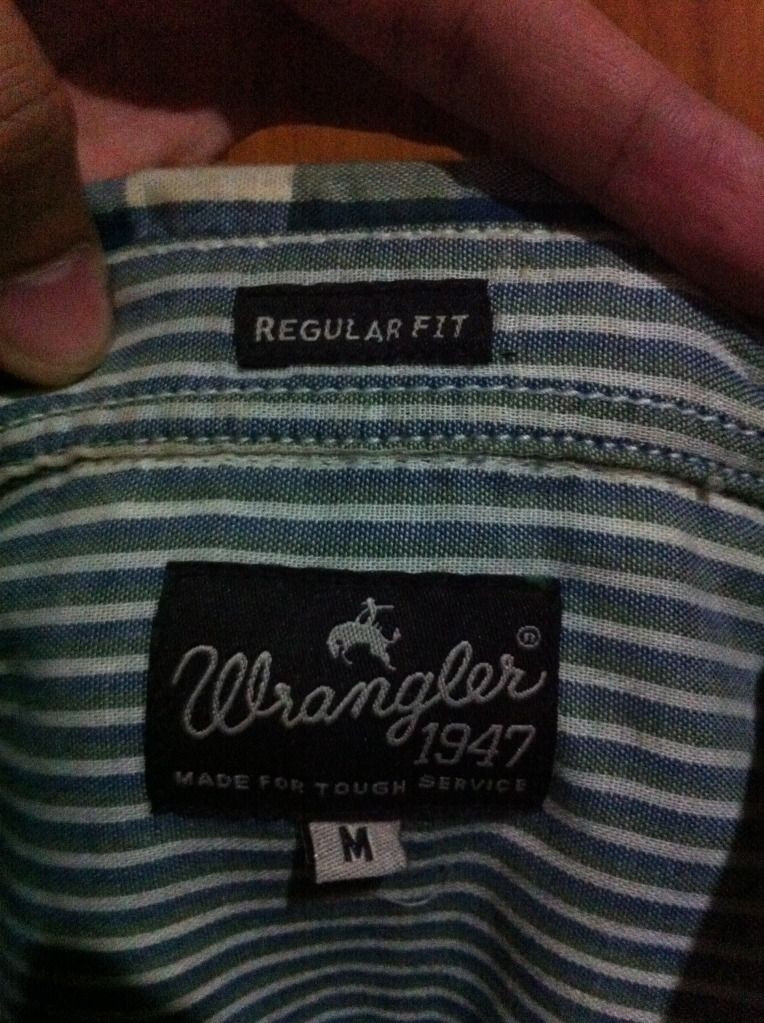 REGULAR FIT
Wrangler ®
1947
MADE FOR TOUGH SERVICE
M